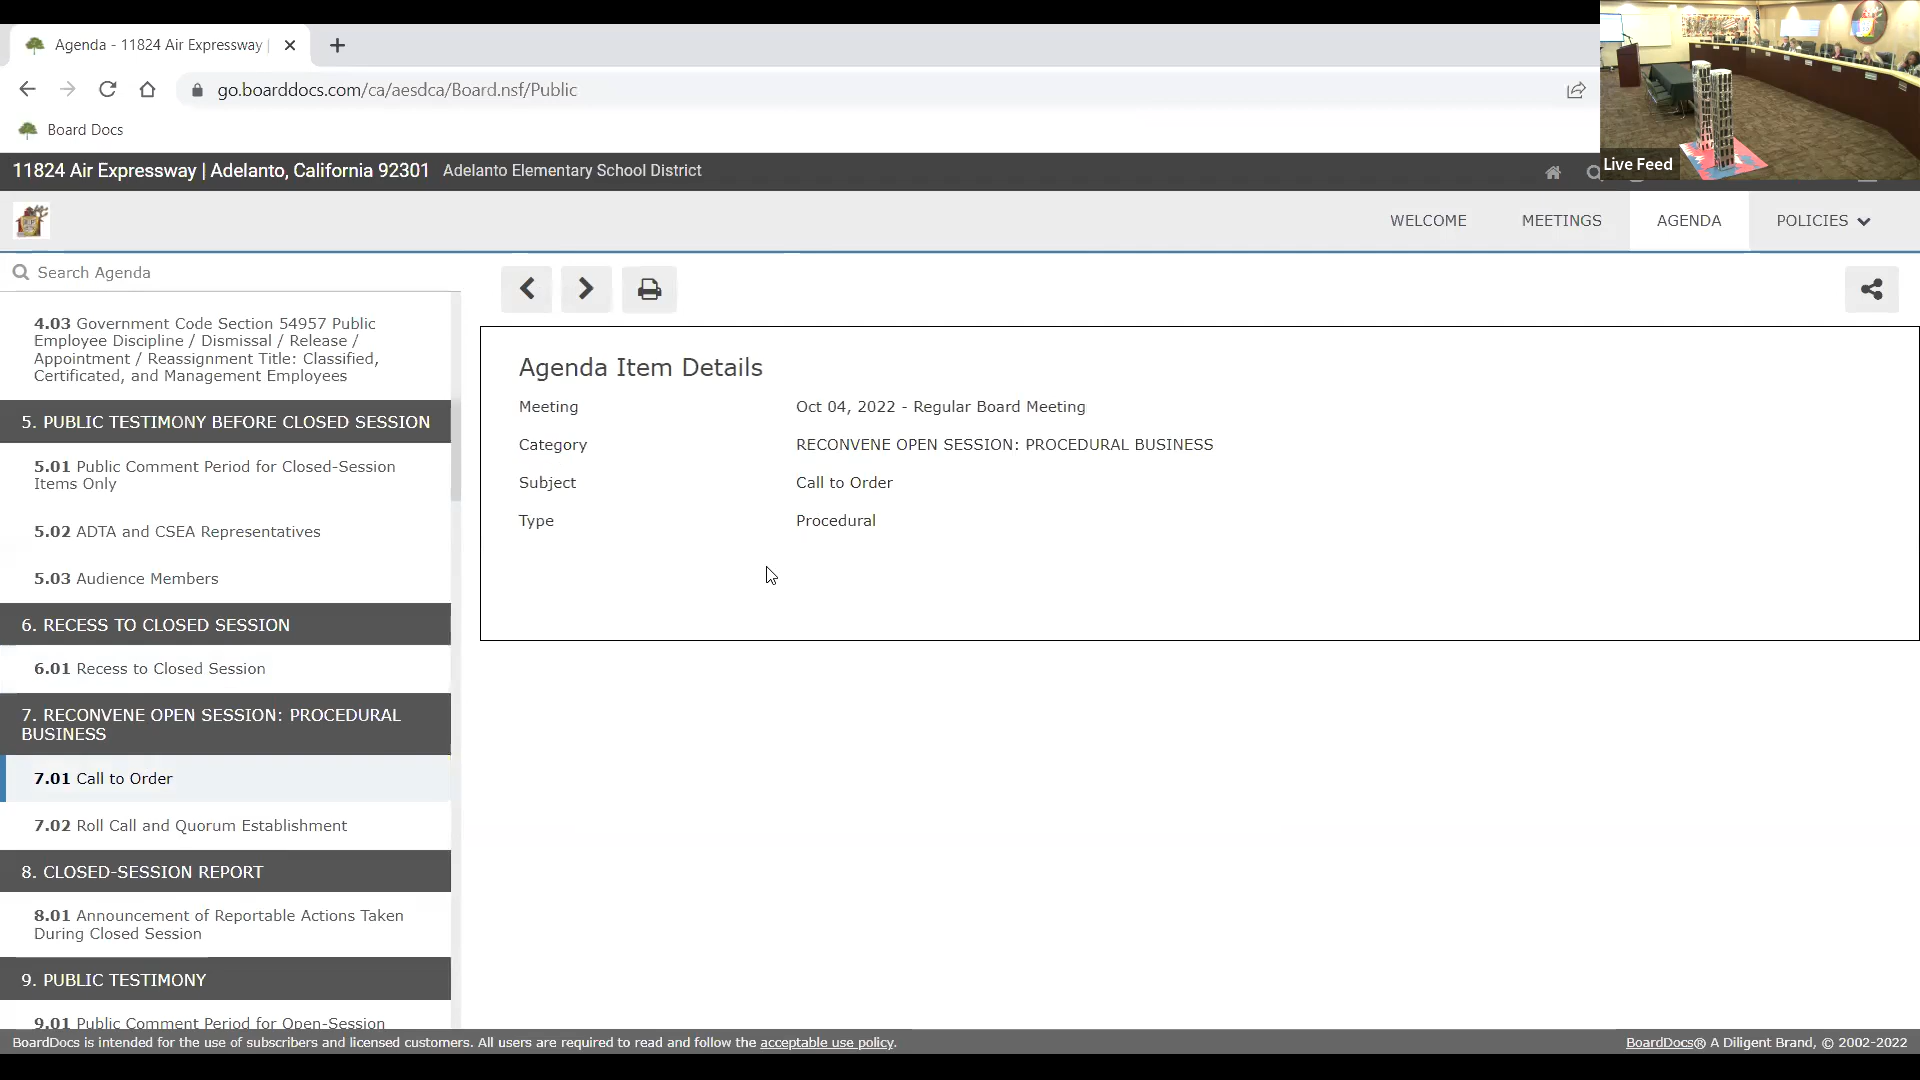 Agenda - 11824 Air Expressway |
go.boarddocs.com/ca/aesdca/Board.nsf/Public
Board Docs
Live Feed
11824 Air Expressway | Adelanto, California 92301 Adelanto Elementary School District
WELCOME MEETINGS AGENDA POLICIES
Search Agenda
4.03 Government Code Section 54957 Public
Employee Discipline / Dismissal / Release /
Appointment / Reassignment Title: Classified,
Certificated, and Management Employees
5. PUBLIC TESTIMONY BEFORE CLOSED SESSION
5.01 Public Comment Period for Closed-Session
Items Only
5.02 ADTA and CSEA Representatives
5.03 Audience Members
6. RECESS TO CLOSED SESSION
6.01 Recess to Closed Session
7. RECONVENE OPEN SESSION: PROCEDURAL
BUSINESS
7.01 Call to Order
7.02 Roll Call and Quorum Establishment
8. CLOSED-SESSION REPORT
8.01 Announcement of Reportable Actions Taken
During Closed Session
9. PUBLIC TESTIMONY
9.01 Public Comment Period for Open-Session
Agenda Item Details
Meeting Oct 04, 2022 - Regular Board Meeting
Category RECONVENE OPEN SESSION: PROCEDURAL BUSINESS
Subject Call to Order
Type Procedural
BoardDocs is intended for the use of subscribers and licensed customers. All users are required to read and follow the acceptable use policy.
BoardDocs® A Diligent Brand, © 2002-2022